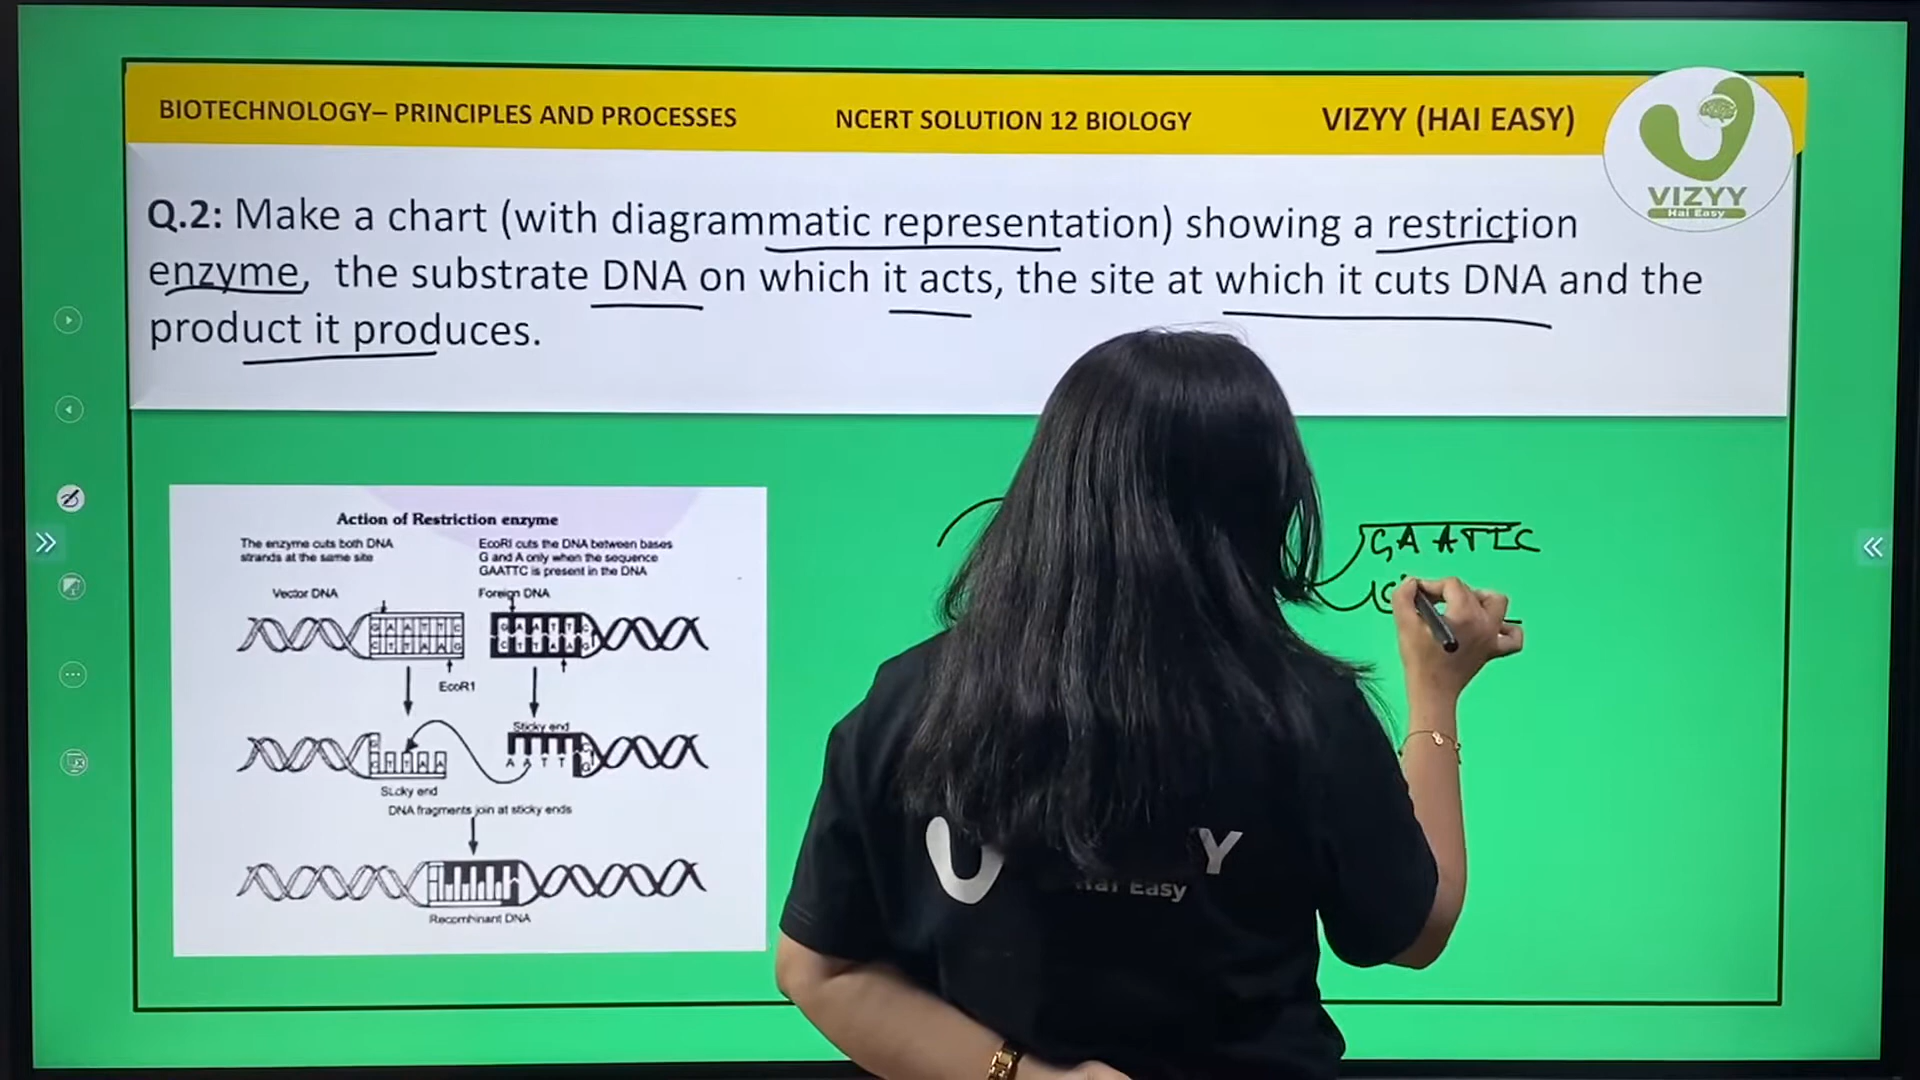 BIOTECHNOLOGY– PRINCIPLES AND PROCESSES NCERT SOLUTION 12 BIOLOGY VIZYY (HAI EASY)
VIZYY
Hai Easy
Q.2: Make a chart (with diagrammatic representation) showing a restriction
enzyme, the substrate DNA on which it acts, the site at which it cuts DNA and the
product it produces.
Action of Restriction enzyme
The enzyme cuts both DNA
strands at the same site
EcoRI cuts the DNA between bases
G and A only when the sequence
GAATTC is present in the DNA
Vector DNA
Foreign DNA
G A A T T C
C T T A A G
G A A T T C
C T T A A G
EcoR1
Sticky end
A A T T
Sticky end
DNA fragments join at sticky ends
Recombinant DNA
GAATTC
Y
Hai Easy